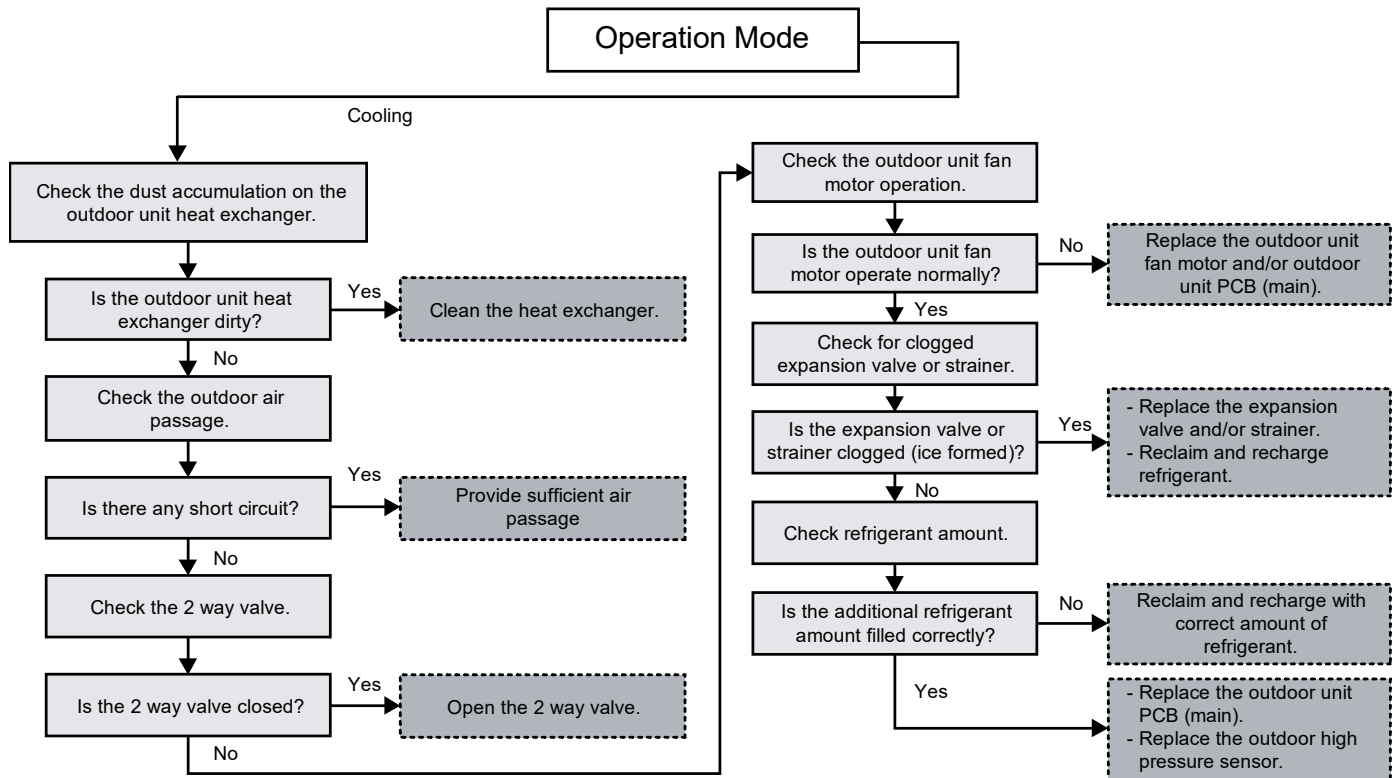 Operation Mode
Cooling
Check the dust accumulation on the
outdoor unit heat exchanger.
Is the outdoor unit heat
exchanger dirty?
Yes
Clean the heat exchanger.
No
Check the outdoor air
passage.
Is there any short circuit?
Yes
Provide sufficient air
passage
No
Check the 2 way valve.
Is the 2 way valve closed?
Yes
Open the 2 way valve.
No
Check the outdoor unit fan
motor operation.
Is the outdoor unit fan
motor operate normally?
No
Replace the outdoor unit
fan motor and/or outdoor
unit PCB (main).
Yes
Check for clogged
expansion valve or strainer.
Is the expansion valve or
strainer clogged (ice formed)?
Yes
- Replace the expansion
valve and/or strainer.
- Reclaim and recharge
refrigerant.
No
Check refrigerant amount.
Is the additional refrigerant
amount filled correctly?
No
Reclaim and recharge with
correct amount of
refrigerant.
Yes
- Replace the outdoor unit
PCB (main).
- Replace the outdoor high
pressure sensor.